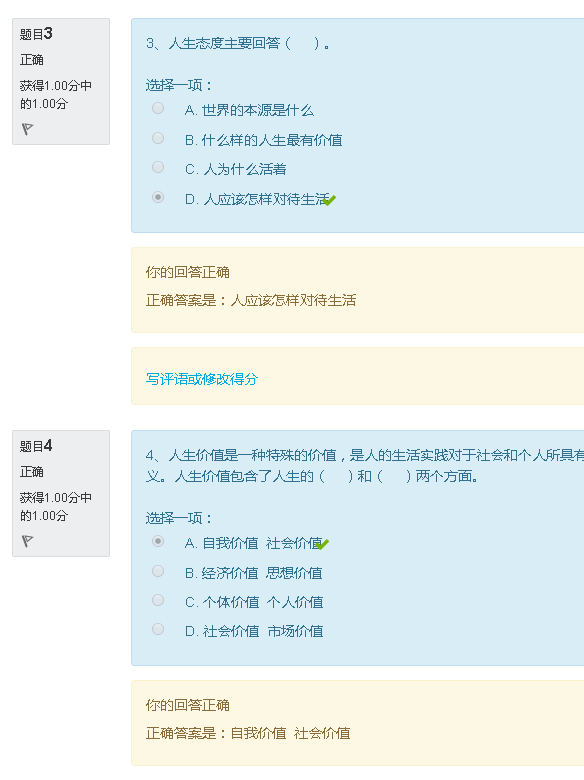 题目3
正确
获得1.00分中
的1.00分
3、人生态度主要回答（  ）。
选择一项：
A. 世界的本源是什么
B. 什么样的人生最有价值
C. 人为什么活着
D. 人应该怎样对待生活
你的回答正确
正确答案是：人应该怎样对待生活
写评语或修改得分
题目4
正确
获得1.00分中
的1.00分
4、人生价值是一种特殊的价值，是人的生活实践对于社会和个人所具有
义。人生价值包含了人生的（  ）和（  ）两个方面。
选择一项：
A. 自我价值 社会价值
B. 经济价值 思想价值
C. 个体价值 个人价值
D. 社会价值 市场价值
你的回答正确
正确答案是：自我价值 社会价值